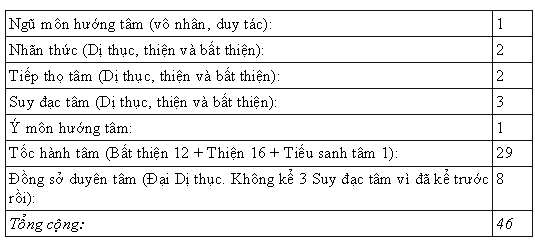 Ngũ môn hướng tâm (vô nhân, duy tác): 1
Nhãn thức (Dị thục, thiện và bất thiện): 2
Tiếp thọ tâm (Dị thục, thiện và bất thiện): 2
Suy đạc tâm (Dị thục, thiện và bất thiện): 3
Ý môn hướng tâm: 1
Tốc hành tâm (Bất thiện 12 + Thiện 16 + Tiếu sanh tâm 1): 29
Đồng sở duyên tâm (Đại Dị thục. Không kể 3 Suy đạc tâm vì đã kể trước 8
rồi):
Tổng cộng: 46